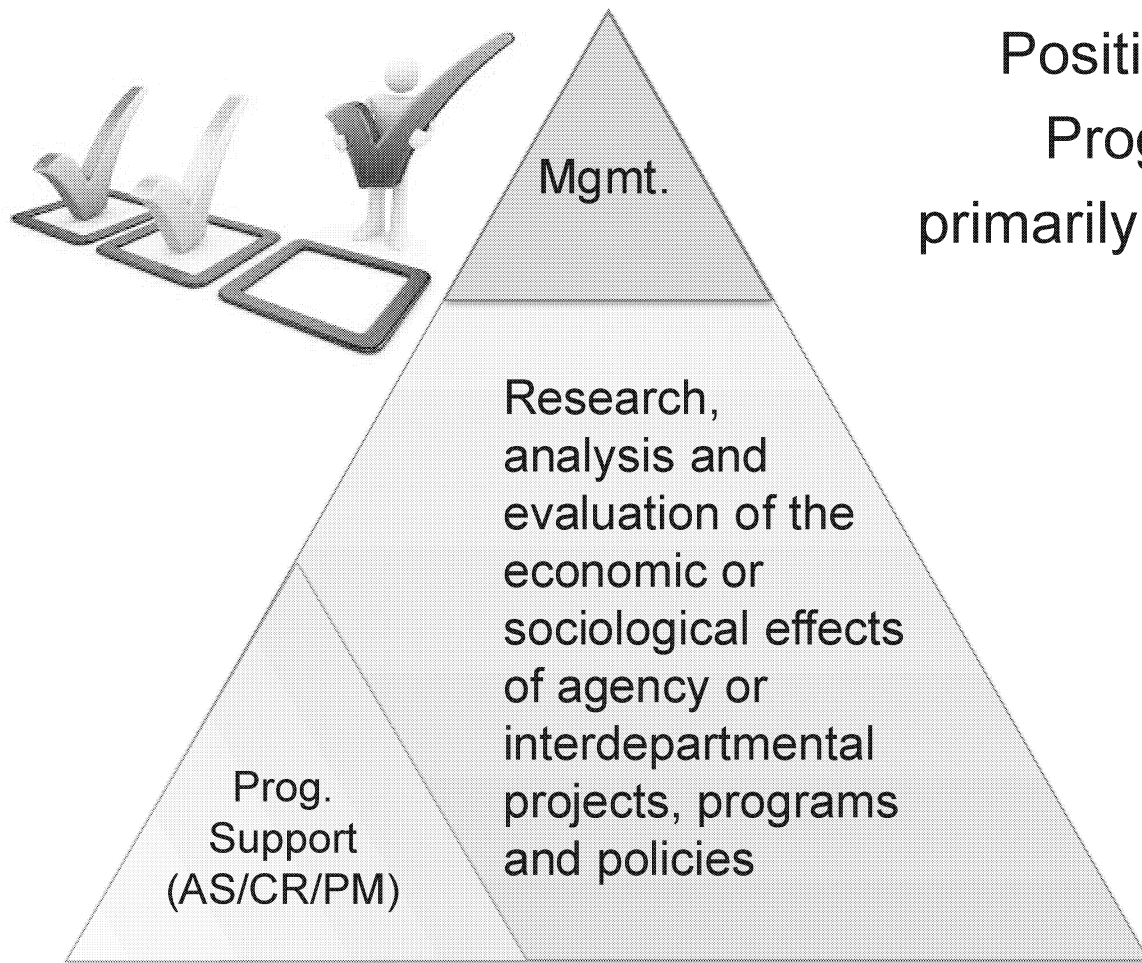 Positi
Prog
primarily
Mgmt.
Research,
analysis and
evaluation of the
economic or
sociological effects
of agency or
interdepartmental
projects, programs
and policies
Prog.
Support
(AS/CR/PM)